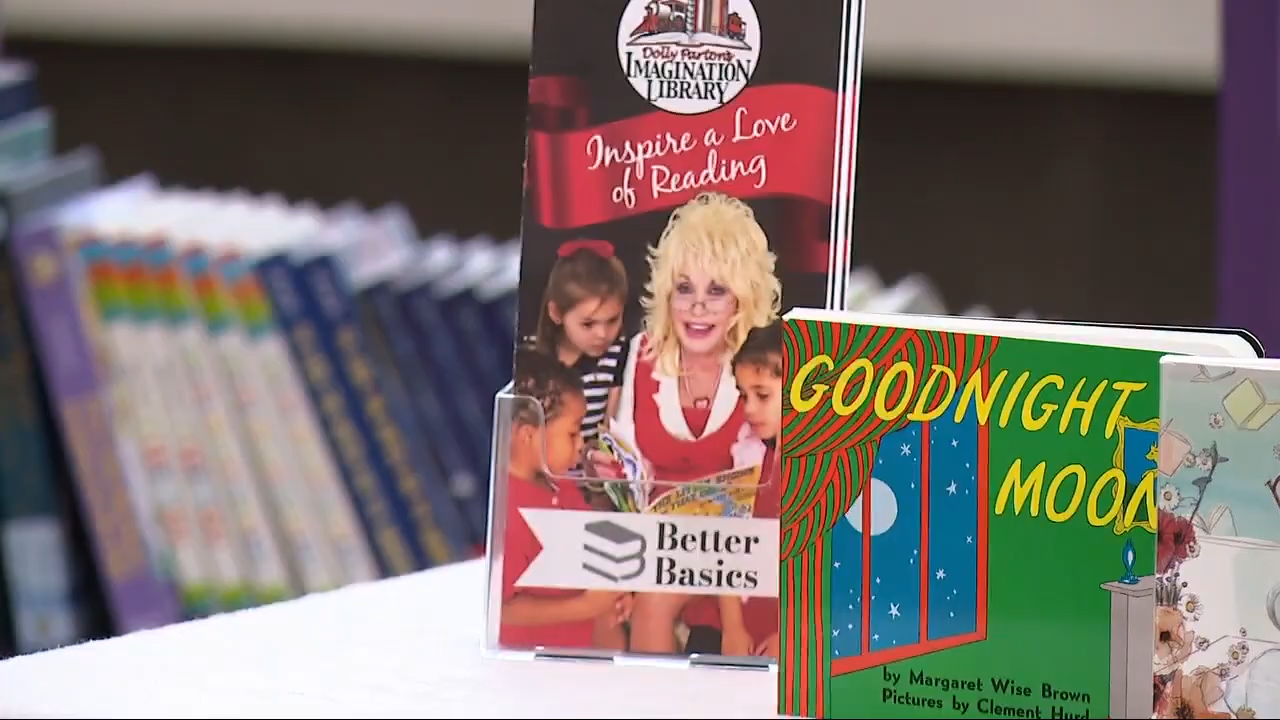 Dolly Parton's
IMAGINATION
LIBRARY
Inspire a Love
of Reading
Better
Basics
GOODNIGHT
MOON
by Margaret Wise Brown
Pictures by Clement Hurd